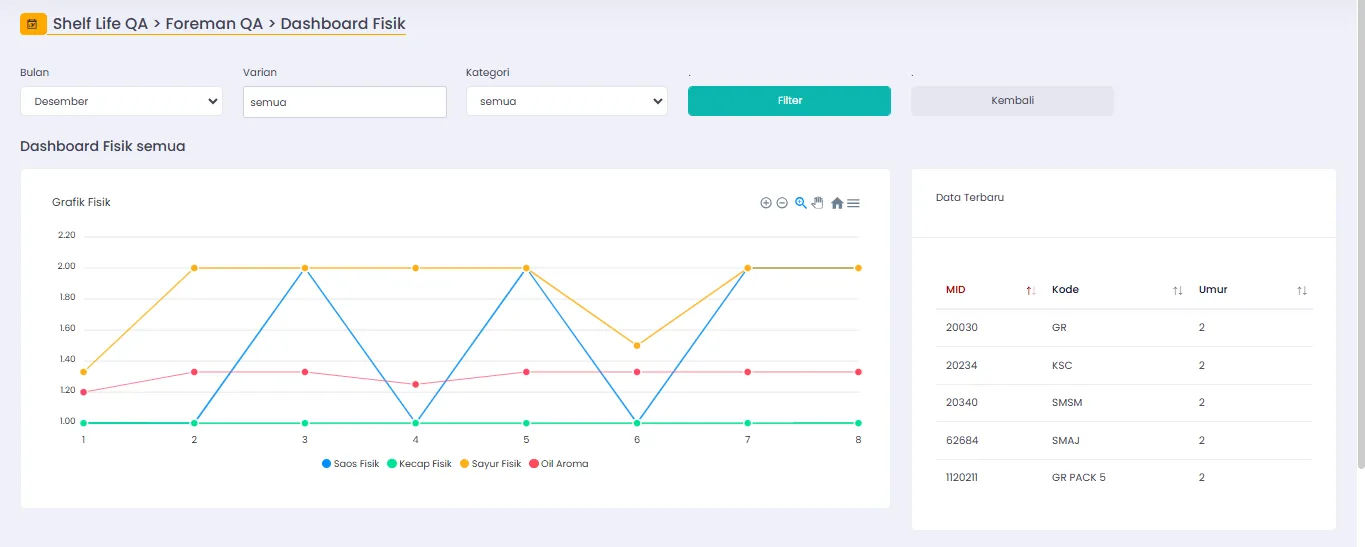 Shelf Life QA > Foreman QA > Dashboard Fisik
Bulan
Varian
Kategori
.
.
Desember
semua
semua
Filter
Kembali
Dashboard Fisik semua
Grafik Fisik
2.20
2.00
1.80
1.60
1.40
1.20
1.00
1 2 3 4 5 6 7 8
Saos Fisik Kecap Fisik Sayur Fisik Oil Aroma
Data Terbaru
MID Kode Umur
20030 GR 2
20234 KSC 2
20340 SMSM 2
62684 SMAJ 2
1120211 GR PACK 5 2